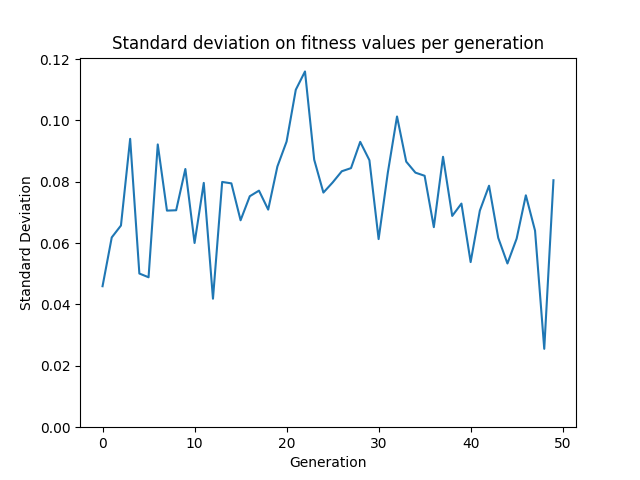 Standard deviation on fitness values per generation
Standard Deviation
0.12
0.10
0.08
0.06
0.04
0.02
0.00
0 10 20 30 40 50
Generation